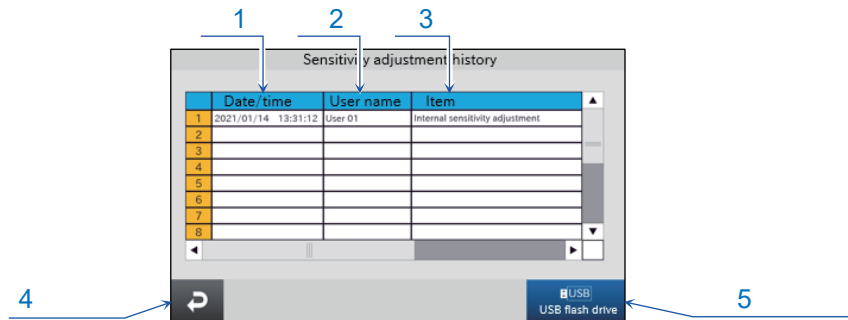 1 2 3
Sensitivity adjustment history
Date/time User name Item
1 2021/01/14 13:31:12 User 01 Internal sensitivity adjustment
2
3
4
5
6
7
8
4 5
USB
USB flash drive